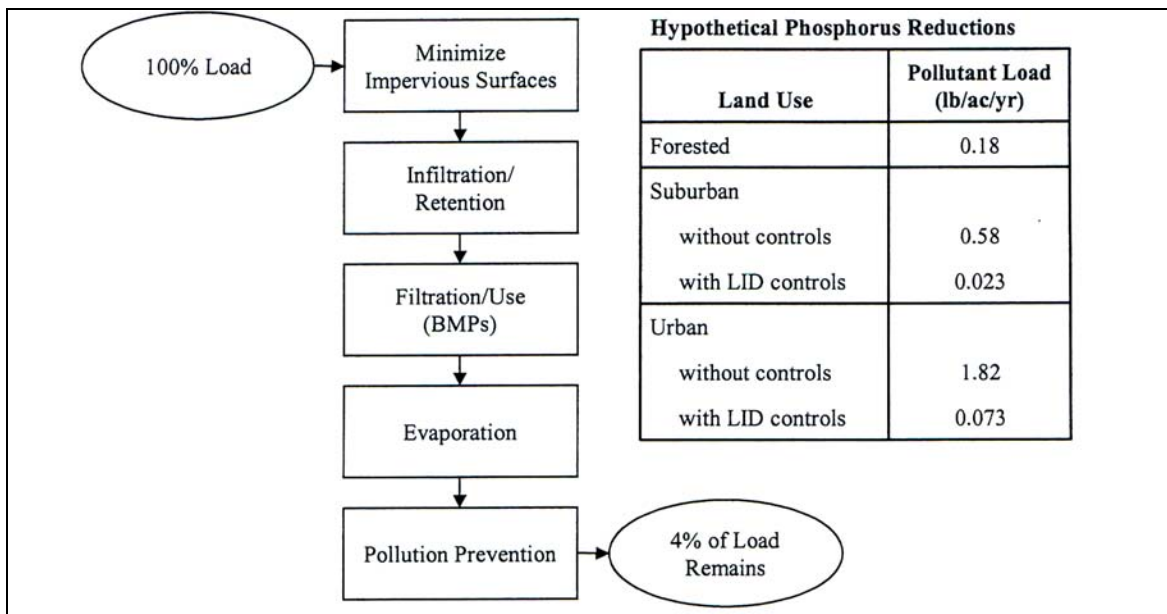 100% Load
Minimize
Impervious Surfaces
Infiltration/
Retention
Filtration/Use
(BMPs)
Evaporation
Pollution Prevention
4% of Load
Remains
Hypothetical Phosphorus Reductions
Land Use
Pollutant Load
(lb/ac/yr)
Forested 0.18
Suburban
without controls 0.58
with LID controls 0.023
Urban
without controls 1.82
with LID controls 0.073